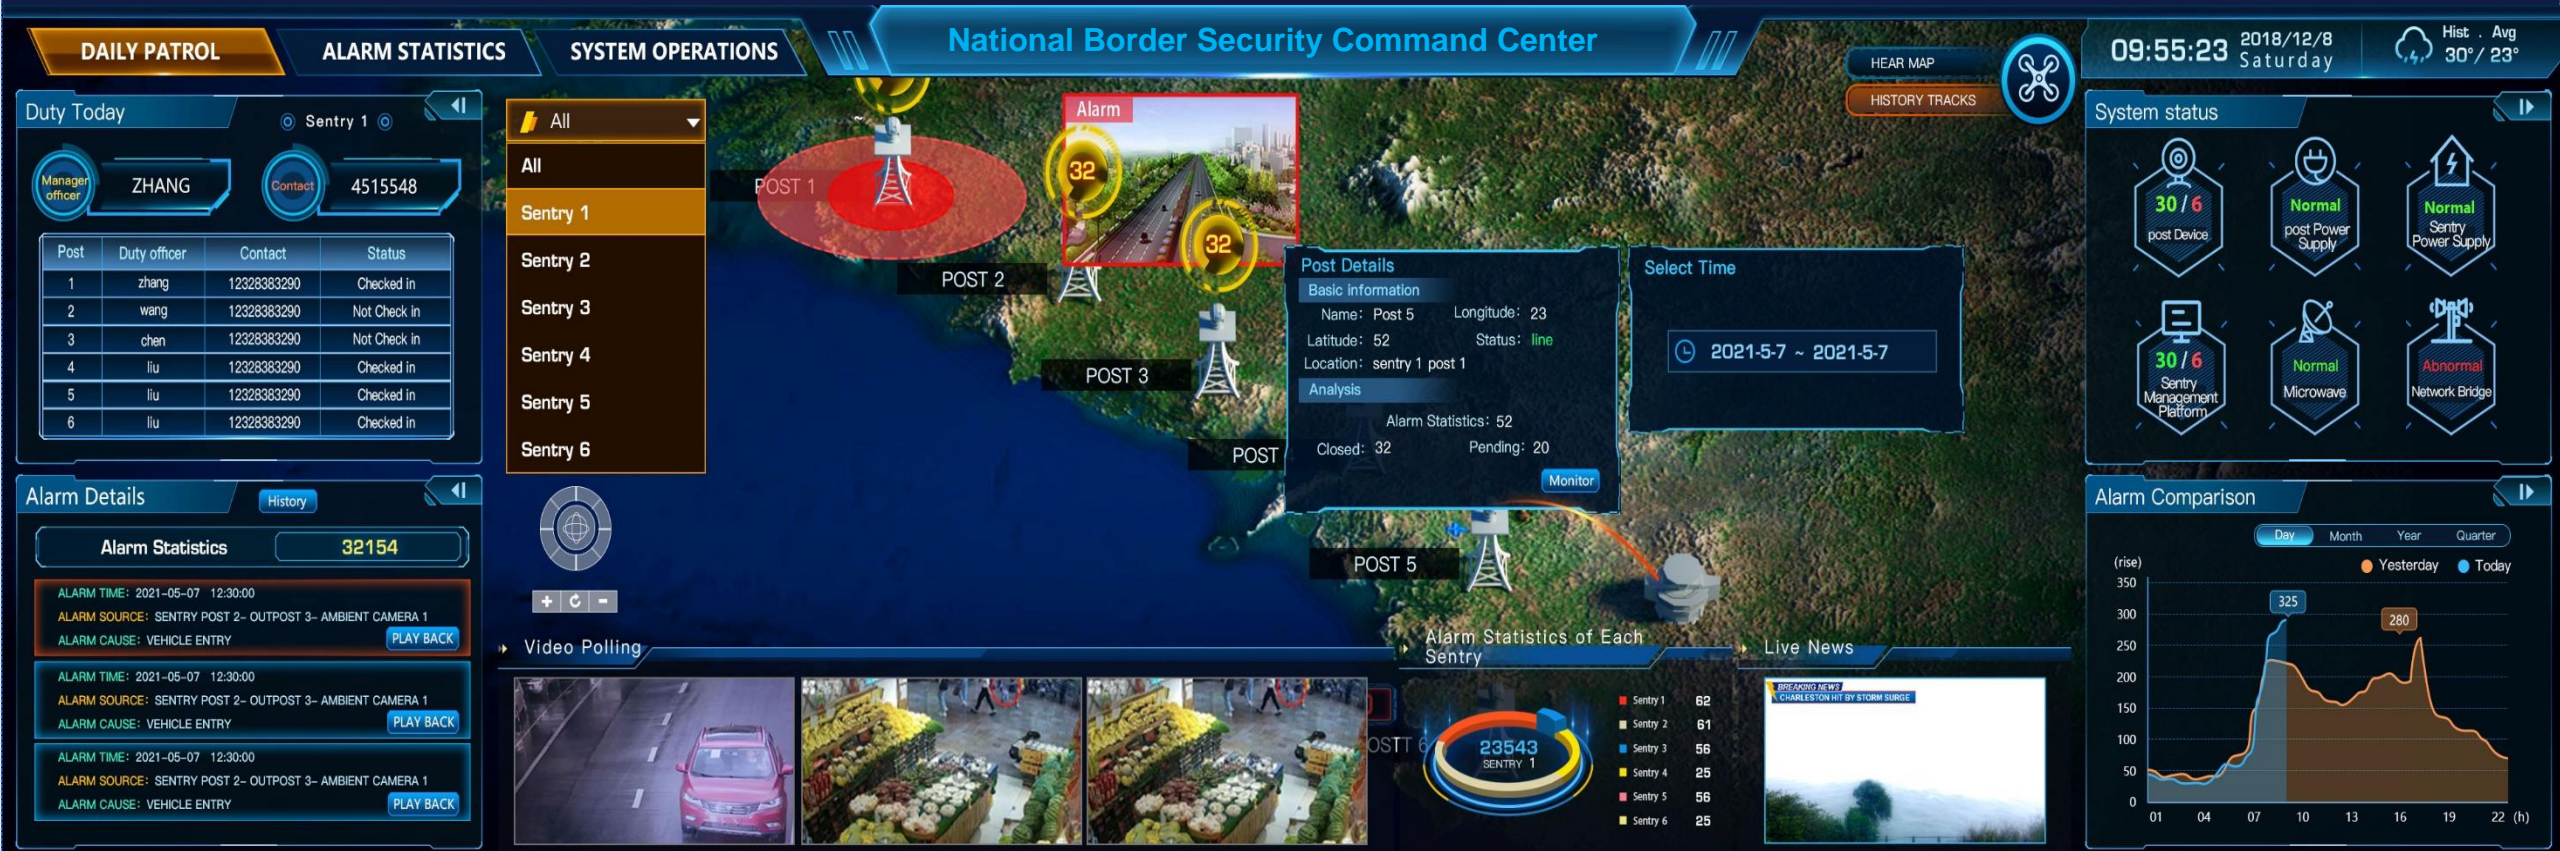 DAILY PATROL
ALARM STATISTICS
SYSTEM OPERATIONS
National Border Security Command Center
HEAR MAP
HISTORY TRACKS
09:55:23
2018/12/8
Saturday
Hist . Avg
30°/ 23°
Duty Today
Sentry 1
Manager officer
ZHANG
Contact
4515548
Post Duty officer Contact Status
1 zhang 12328383290 Checked in
2 wang 12328383290 Not Check in
3 chen 12328383290 Not Check in
4 liu 12328383290 Checked in
5 liu 12328383290 Checked in
6 liu 12328383290 Checked in
Alarm Details
History
Alarm Statistics 32154
ALARM TIME: 2021-05-07 12:30:00
ALARM SOURCE: SENTRY POST 2- OUTPOST 3- AMBIENT CAMERA 1
ALARM CAUSE: VEHICLE ENTRY
PLAY BACK
ALARM TIME: 2021-05-07 12:30:00
ALARM SOURCE: SENTRY POST 2- OUTPOST 3- AMBIENT CAMERA 1
ALARM CAUSE: VEHICLE ENTRY
PLAY BACK
ALARM TIME: 2021-05-07 12:30:00
ALARM SOURCE: SENTRY POST 2- OUTPOST 3- AMBIENT CAMERA 1
ALARM CAUSE: VEHICLE ENTRY
PLAY BACK
All
All
Sentry 1
Sentry 2
Sentry 3
Sentry 4
Sentry 5
Sentry 6
POST 1
Alarm
32
32
POST 2
POST 3
POST
POST 5
Post Details
Basic information
Name: Post 5 Longitude: 23
Latitude: 52 Status: line
Location: sentry 1 post 1
Analysis
Alarm Statistics: 52
Closed: 32 Pending: 20
Monitor
Select Time
2021-5-7 ~ 2021-5-7
Video Polling
Alarm Statistics of Each
Sentry
23543
SENTRY 1
Sentry 1 62
Sentry 2 61
Sentry 3 56
Sentry 4 25
Sentry 5 56
Sentry 6 25
Live News
BREAKING NEWS
CHARLESTON HIT BY STORM SURGE
System status
30 / 6
post Device
Normal
post Power
Supply
Normal
Sentry
Power Supply
30 / 6
Sentry
Management
Platform
Normal
Microwave
Abnormal
Network Bridge
Alarm Comparison
Day Month Year Quarter
(rise)
Yesterday Today
350
300
250
200
150
100
50
0
325
280
01 04 07 10 13 16 19 22 (h)